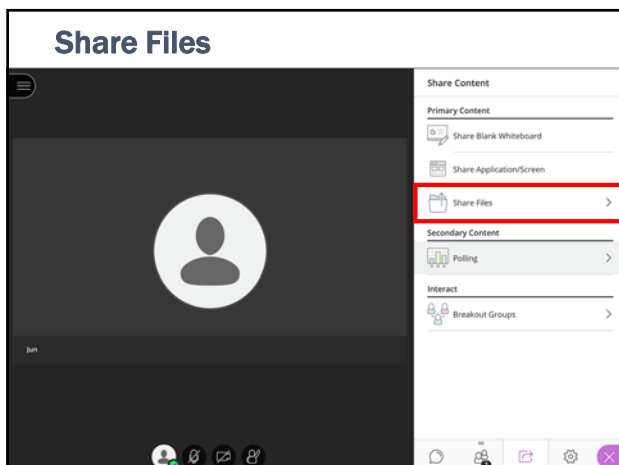 Share Files
Share Content
Primary Content
Share Blank Whiteboard
Share Application/Screen
Share Files
Secondary Content
Polling
Interact
Breakout Groups
Jun